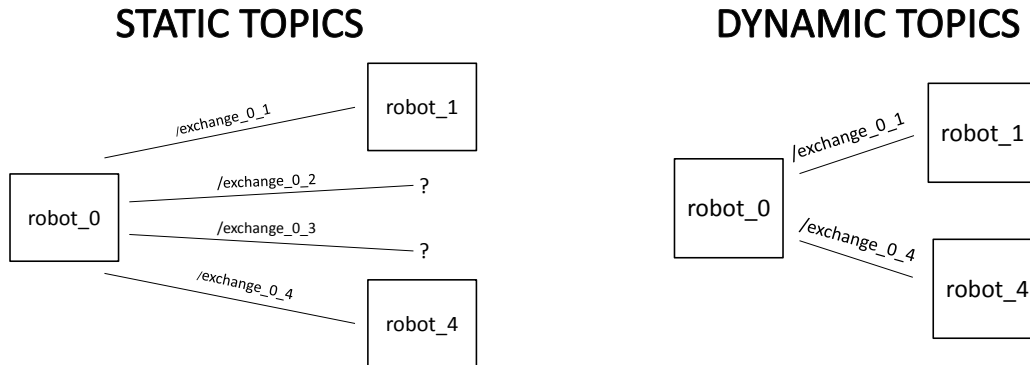 STATIC TOPICS
/exchange_0_1
robot_1
/exchange_0_2
?
robot_0
/exchange_0_3
?
/exchange_0_4
robot_4
DYNAMIC TOPICS
/exchange_0_1
robot_1
robot_0
/exchange_0_4
robot_4